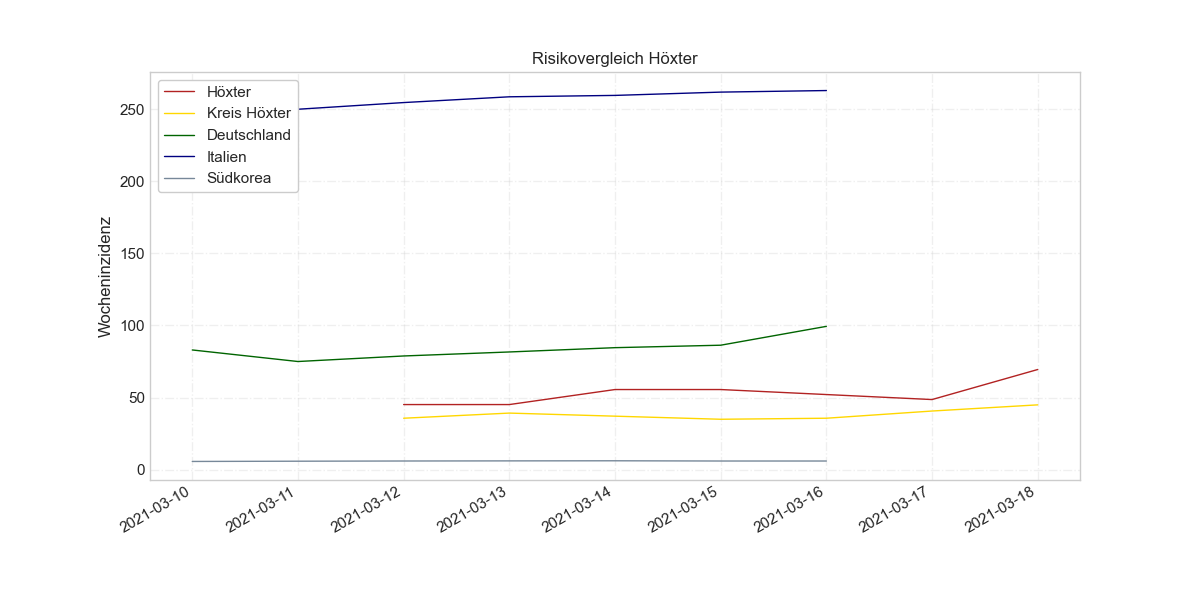 Risikovergleich Höxter
Höxter
Kreis Höxter
Deutschland
Italien
Südkorea
Wocheninzidenz
250
200
150
100
50
0
2021-03-10
2021-03-11
2021-03-12
2021-03-13
2021-03-14
2021-03-15
2021-03-16
2021-03-17
2021-03-18